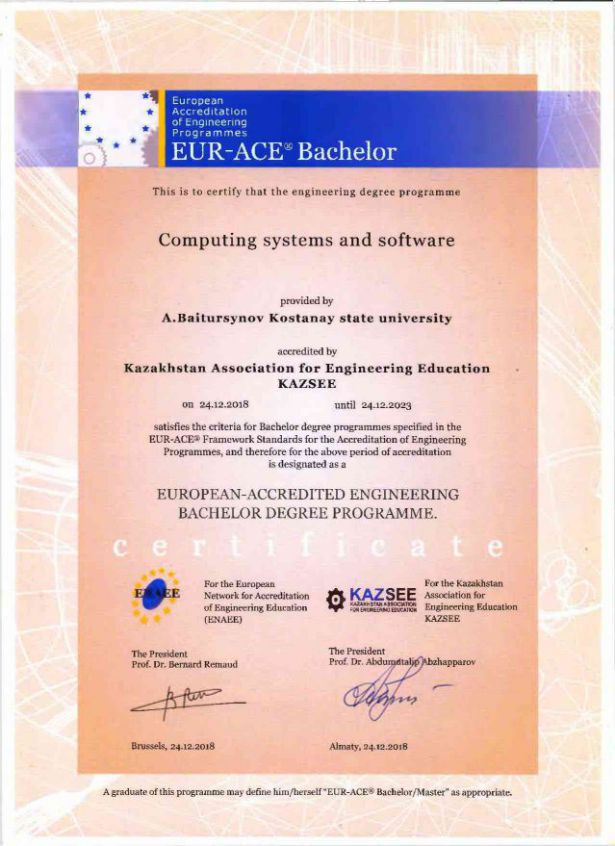 European
Accreditation
of Engineering
Programmes
EUR-ACE® Bachelor
This is to certify that the engineering degree programme
Computing systems and software
provided by
A.Baitursynov Kostanay state university
accredited by
Kazakhstan Association for Engineering Education
KAZSEE
on 24.12.2018 until 24.12.2023
satisfies the criteria for Bachelor degree programmes specified in the
EUR-ACE® Framework Standards for the Accreditation of Engineering
Programmes, and therefore for the above period of accreditation
is designated as a
EUROPEAN-ACCREDITED ENGINEERING
BACHELOR DEGREE PROGRAMME.
certificate
ENAEE
For the European
Network for Accreditation
of Engineering Education
(ENAEE)
KAZSEE
KAZAKHSTAN ASSOCIATION
FOR ENGINEERING EDUCATION
For the Kazakhstan
Association for
Engineering Education
KAZSEE
The President
Prof. Dr. Bernard Remaud
The President
Prof. Dr. Abdumutalip Abzhapparov
Brussels, 24.12.2018
Almaty, 24.12.2018
A graduate of this programme may define him/herself "EUR-ACE® Bachelor/Master" as appropriate.